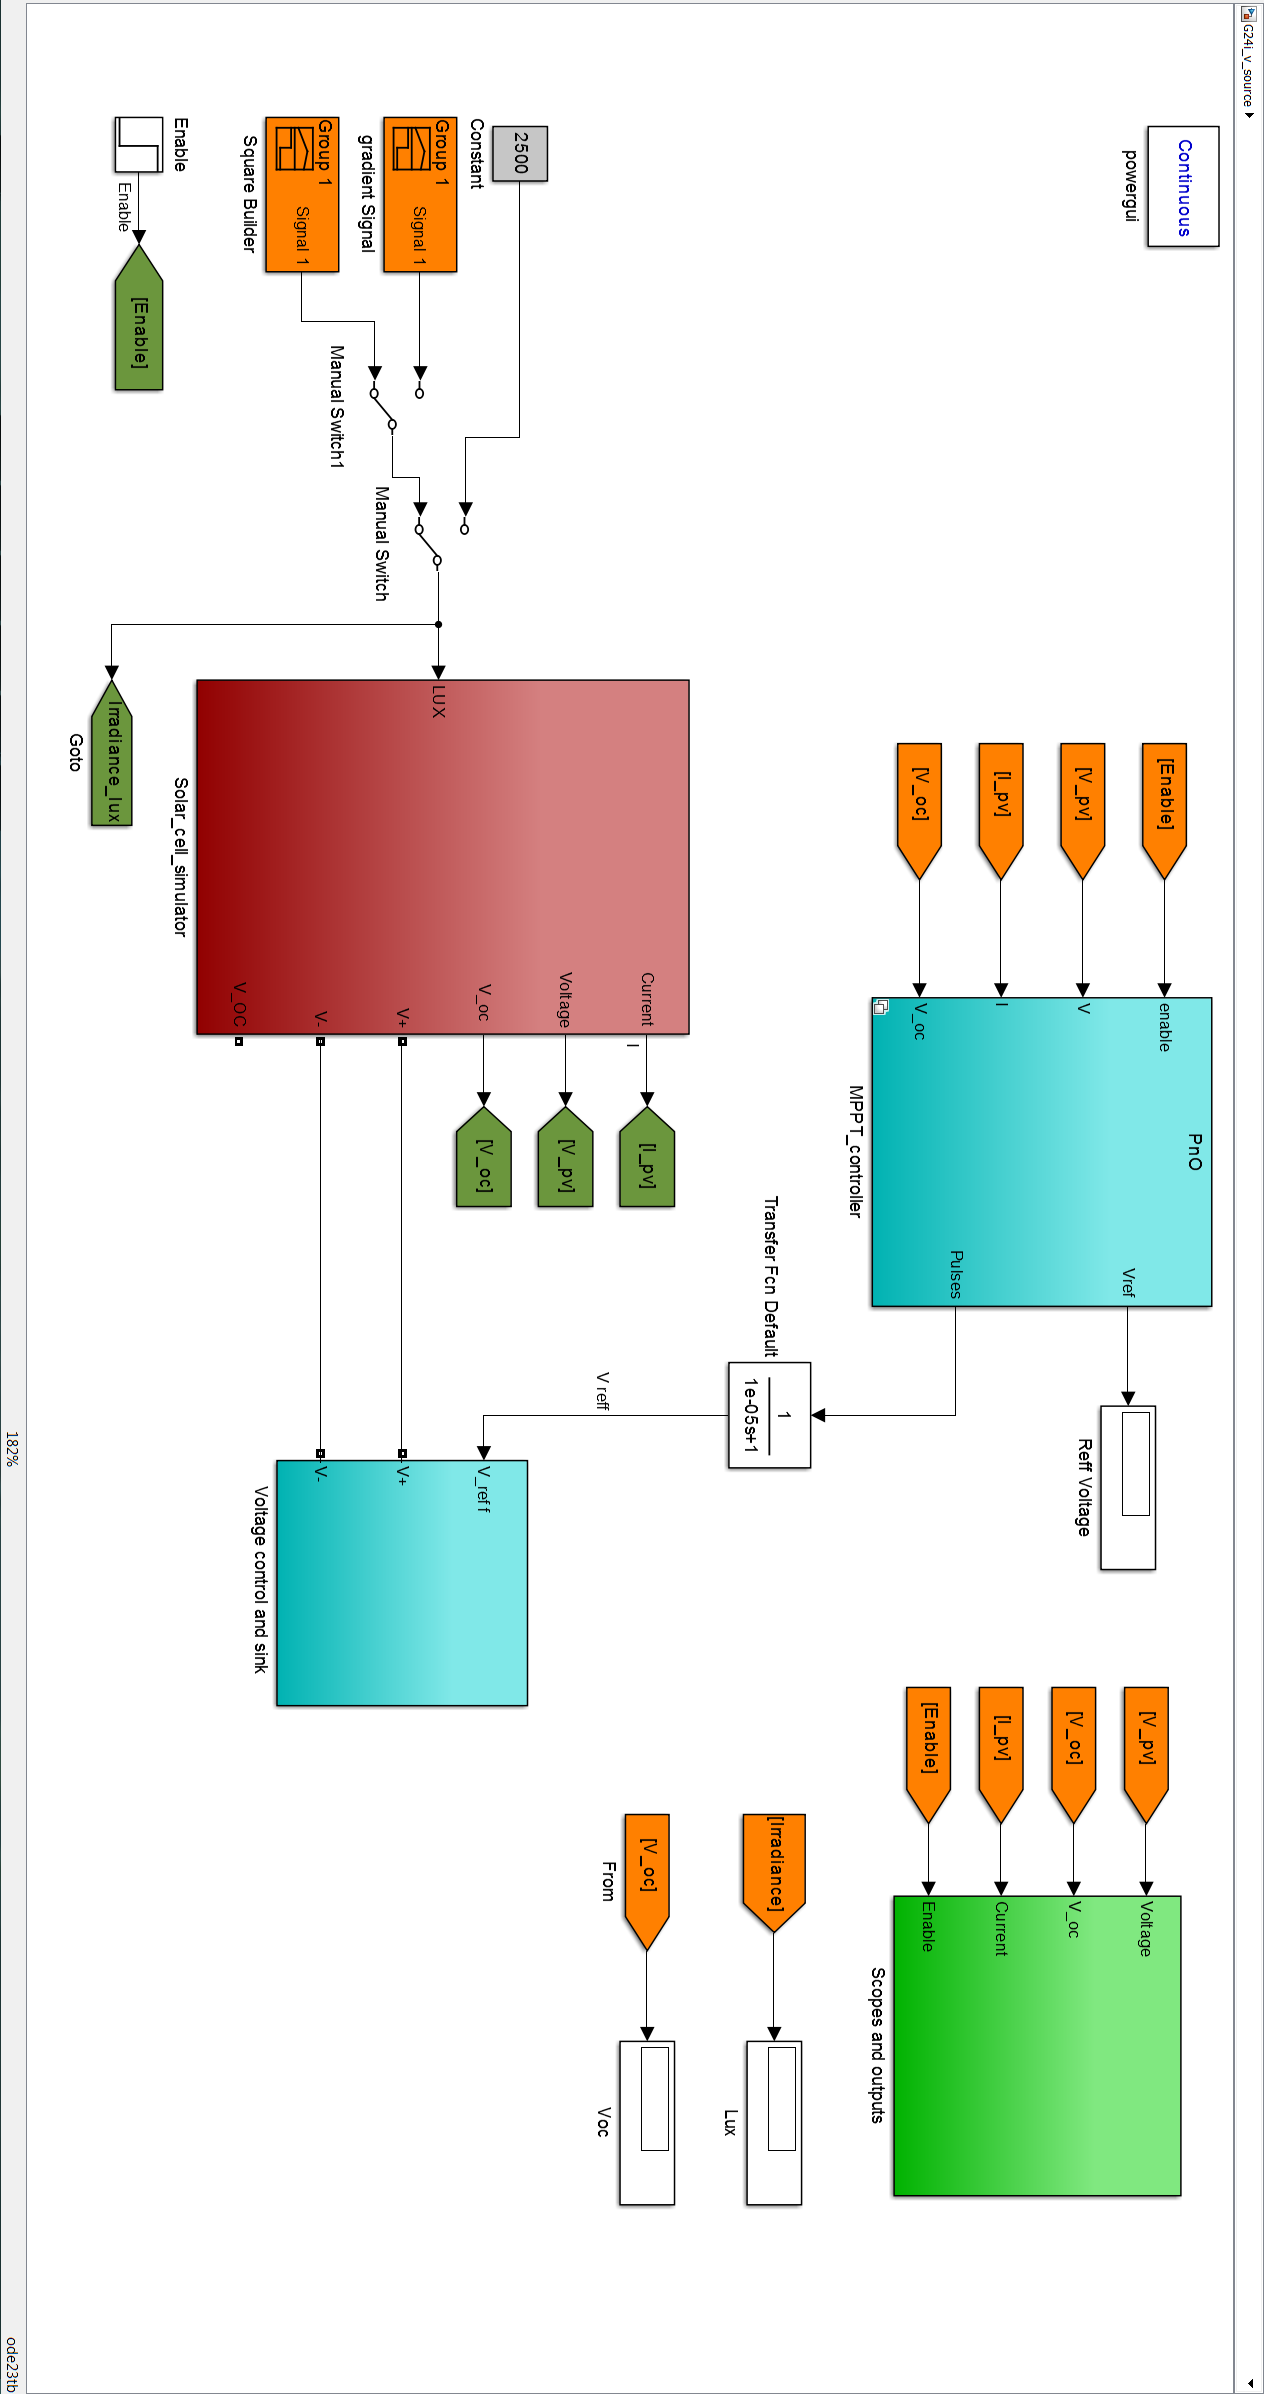 G24i_v_source
Continuous
powergui
[Enable]
[V_pv]
[I_pv]
[V_oc]
enable
V
I
V_oc
PnO
Vref
Pulses
MPPT_controller
Reff Voltage
[V_pv]
[V_oc]
[I_pv]
[Enable]
Voltage
V_oc
Current
Enable
Scopes and outputs
Transfer Fcn Default
1
1e-05s+1
V reff
[Irradiance]
Lux
[V_oc]
From
Voc
2500
Constant
Group 1
Signal 1
gradient Signal
Group 1
Signal 1
Square Builder
Manual Switch1
Manual Switch
Enable
Enable
[Enable]
LUX
Current
Voltage
V_oc
V+
V-
V_OC
Solar_cell_simulator
I
[I_pv]
[V_pv]
[V_oc]
Irradiance_lux
Goto
V_reff
V+
V-
Voltage control and sink
182%
ode23tb